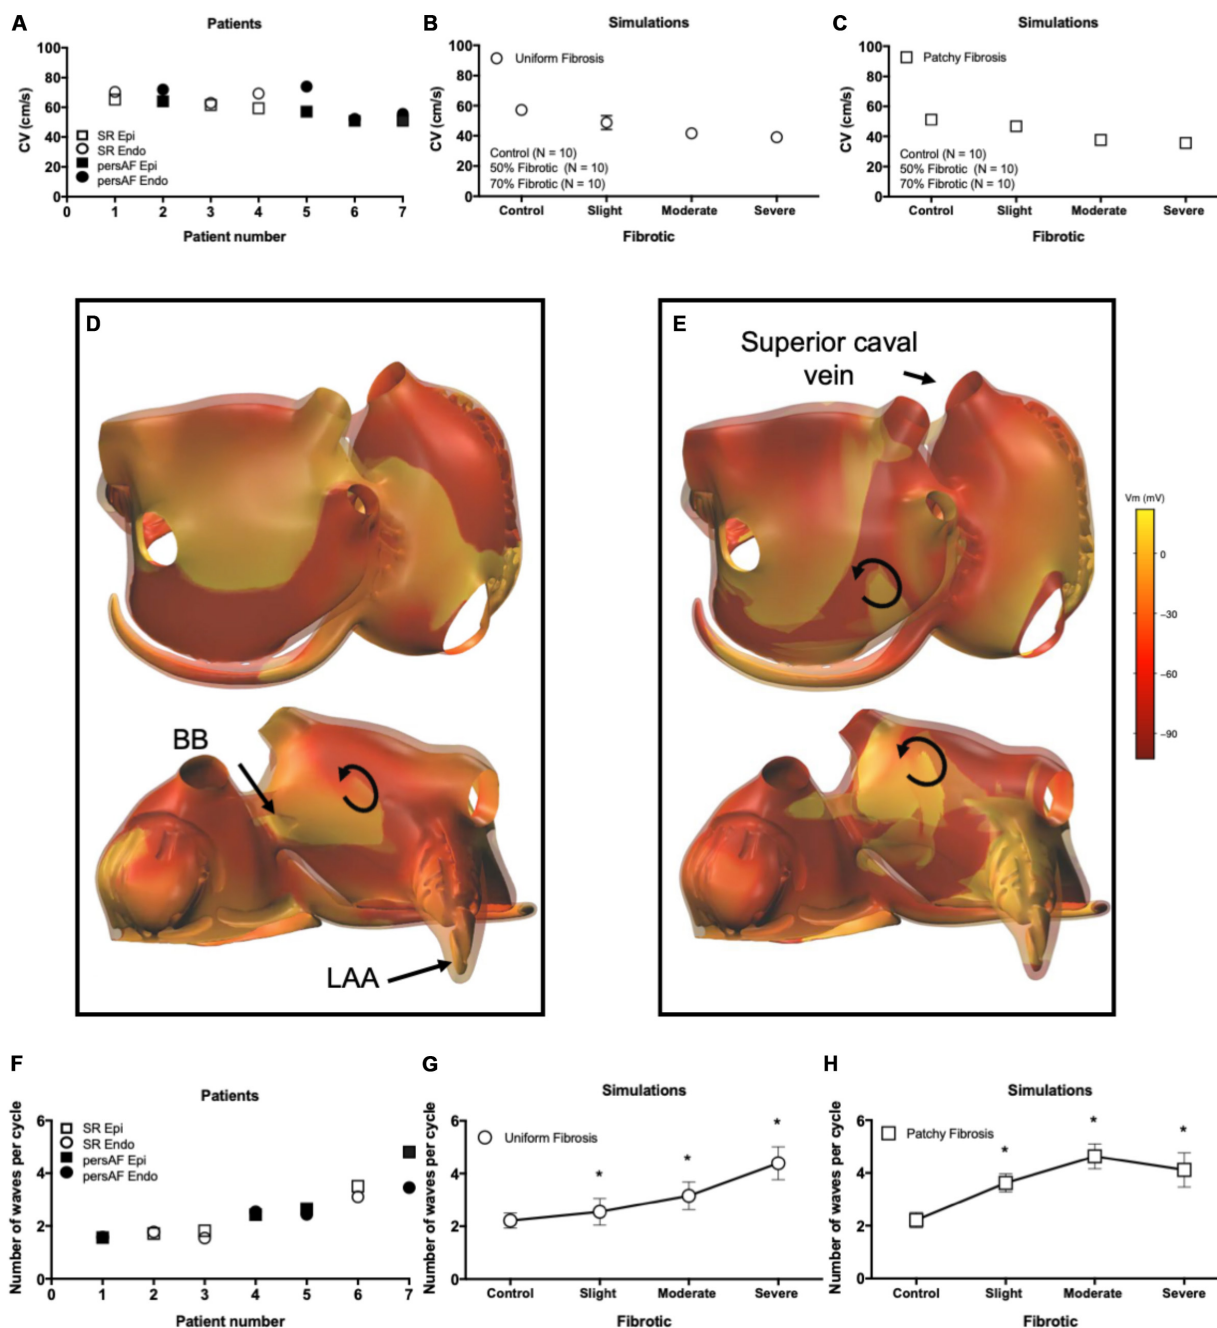 A
Patients
CV (cm/s)
100
80
60
40
20
0
SR Epi
SR Endo
persAF Epi
persAF Endo
0 1 2 3 4 5 6 7
Patient number
B
Simulations
CV (cm/s)
100
80
60
40
20
0
Uniform Fibrosis
Control (N = 10)
50% Fibrotic (N = 10)
70% Fibrotic (N = 10)
Control Slight Moderate Severe
Fibrotic
C
Simulations
CV (cm/s)
100
80
60
40
20
0
Patchy Fibrosis
Control (N = 10)
50% Fibrotic (N = 10)
70% Fibrotic (N = 10)
Control Slight Moderate Severe
Fibrotic
D
BB
LAA
E
Superior caval
vein
Vm (mV)
0
−30
−60
−90
F
Patients
Number of waves per cycle
6
4
2
0
SR Epi
SR Endo
persAF Epi
persAF Endo
0 1 2 3 4 5 6 7
Patient number
G
Simulations
Number of waves per cycle
6
4
2
0
Uniform Fibrosis
* * *
Control Slight Moderate Severe
Fibrotic
H
Simulations
Number of waves per cycle
6
4
2
0
Patchy Fibrosis
* * *
Control Slight Moderate Severe
Fibrotic